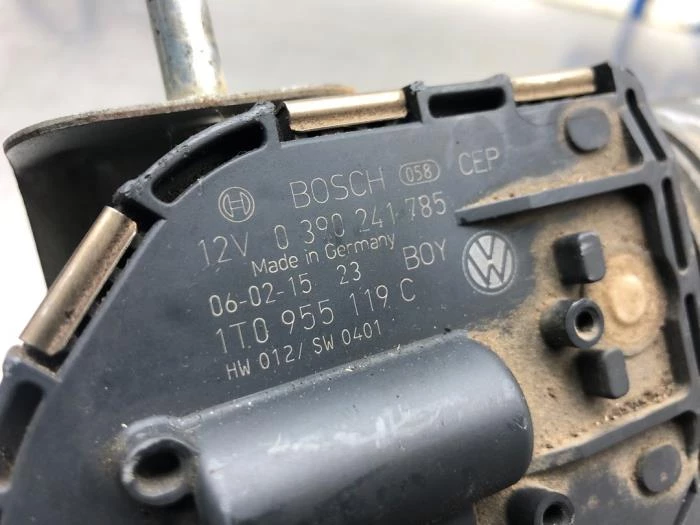 BOSCH 058 CEP
12V 0 390 241 785
Made in Germany
06-02-15 23 BOY
1T0 955 119 C
HW 012/ SW 0401